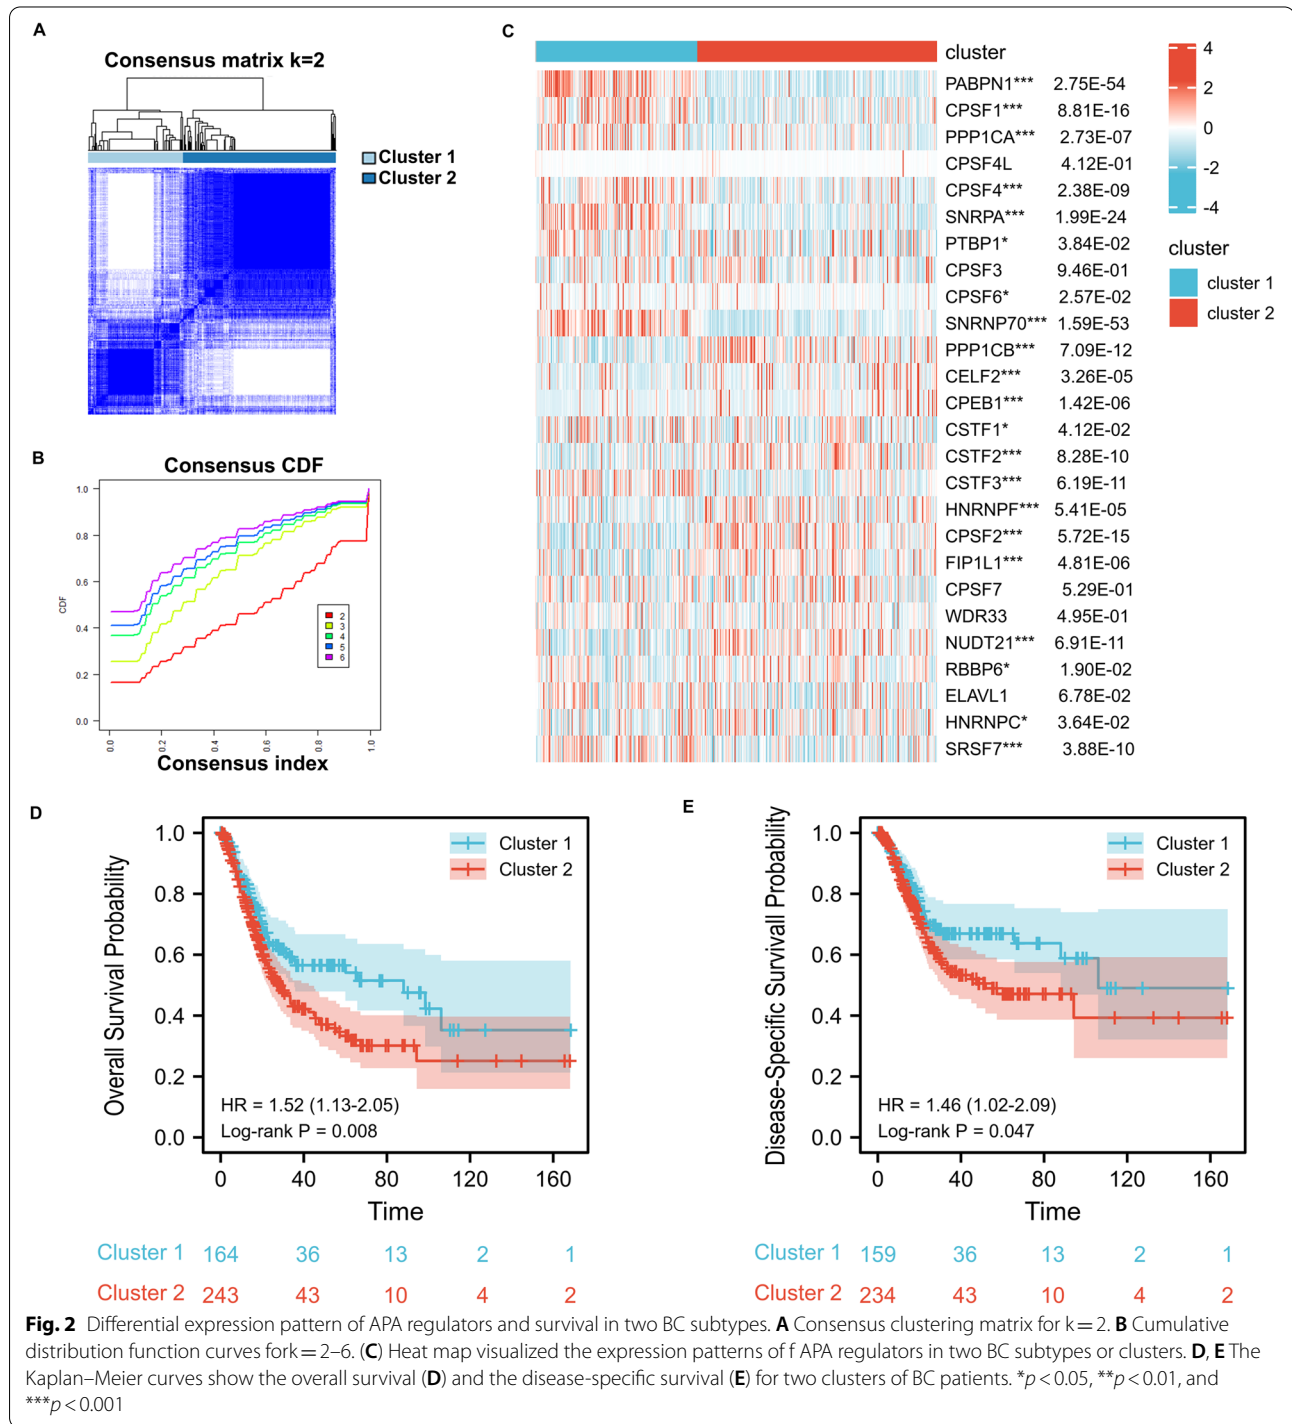 A
Consensus matrix k=2
Cluster 1
Cluster 2
B
Consensus CDF
1.0
0.8
0.6
0.4
0.2
0.0
CDF
2
3
4
5
6
0.0 0.2 0.4 0.6 0.8 1.0
Consensus index
C
cluster
PABPN1*** 2.75E-54
CPSF1*** 8.81E-16
PPP1CA*** 2.73E-07
CPSF4L 4.12E-01
CPSF4*** 2.38E-09
SNRPA*** 1.99E-24
PTBP1* 3.84E-02
CPSF3 9.46E-01
CPSF6* 2.57E-02
SNRNP70*** 1.59E-53
PPP1CB*** 7.09E-12
CELF2*** 3.26E-05
CPEB1*** 1.42E-06
CSTF1* 4.12E-02
CSTF2*** 8.28E-10
CSTF3*** 6.19E-11
HNRNPF*** 5.41E-05
CPSF2*** 5.72E-15
FIP1L1*** 4.81E-06
CPSF7 5.29E-01
WDR33 4.95E-01
NUDT21*** 6.91E-11
RBBP6* 1.90E-02
ELAVL1 6.78E-02
HNRNPC* 3.64E-02
SRSF7*** 3.88E-10
4
2
0
-2
-4
cluster
cluster 1
cluster 2
D
Overall Survival Probability
1.0
0.8
0.6
0.4
0.2
0.0
Cluster 1
Cluster 2
HR = 1.52 (1.13-2.05)
Log-rank P = 0.008
0 40 80 120 160
Time
Cluster 1 164 36 13 2 1
Cluster 2 243 43 10 4 2
E
Disease-Specific Survivall Probability
1.0
0.8
0.6
0.4
0.2
0.0
Cluster 1
Cluster 2
HR = 1.46 (1.02-2.09)
Log-rank P = 0.047
0 40 80 120 160
Time
Cluster 1 159 36 13 2 1
Cluster 2 234 43 10 4 2
Fig. 2 Differential expression pattern of APA regulators and survival in two BC subtypes. A Consensus clustering matrix for k = 2. B Cumulative
distribution function curves fork = 2–6. (C) Heat map visualized the expression patterns of f APA regulators in two BC subtypes or clusters. D, E The
Kaplan–Meier curves show the overall survival (D) and the disease-specific survival (E) for two clusters of BC patients. *p < 0.05, **p < 0.01, and
***p < 0.001